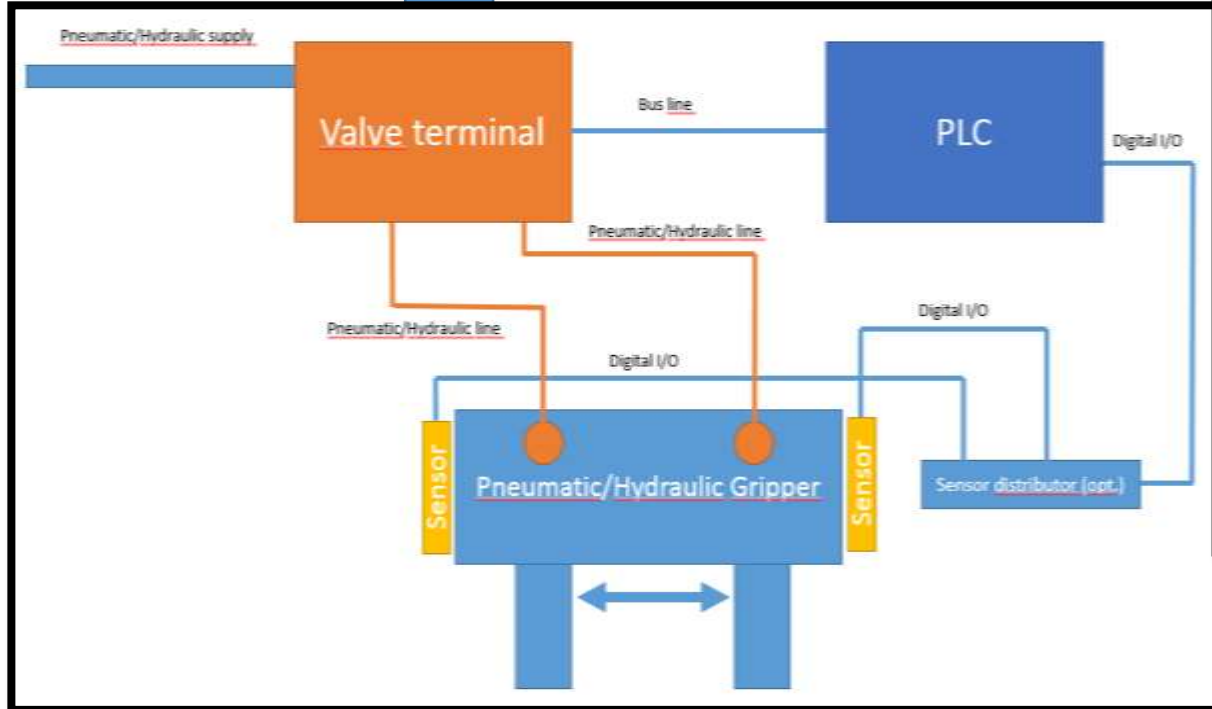 Pneumatic/Hydraulic supply
Valve terminal
Bus line
PLC
Digital I/O
Pneumatic/Hydraulic line
Pneumatic/Hydraulic line
Digital I/O
Digital I/O
Sensor
Pneumatic/Hydraulic Gripper
Sensor
Sensor distributor (opt.)